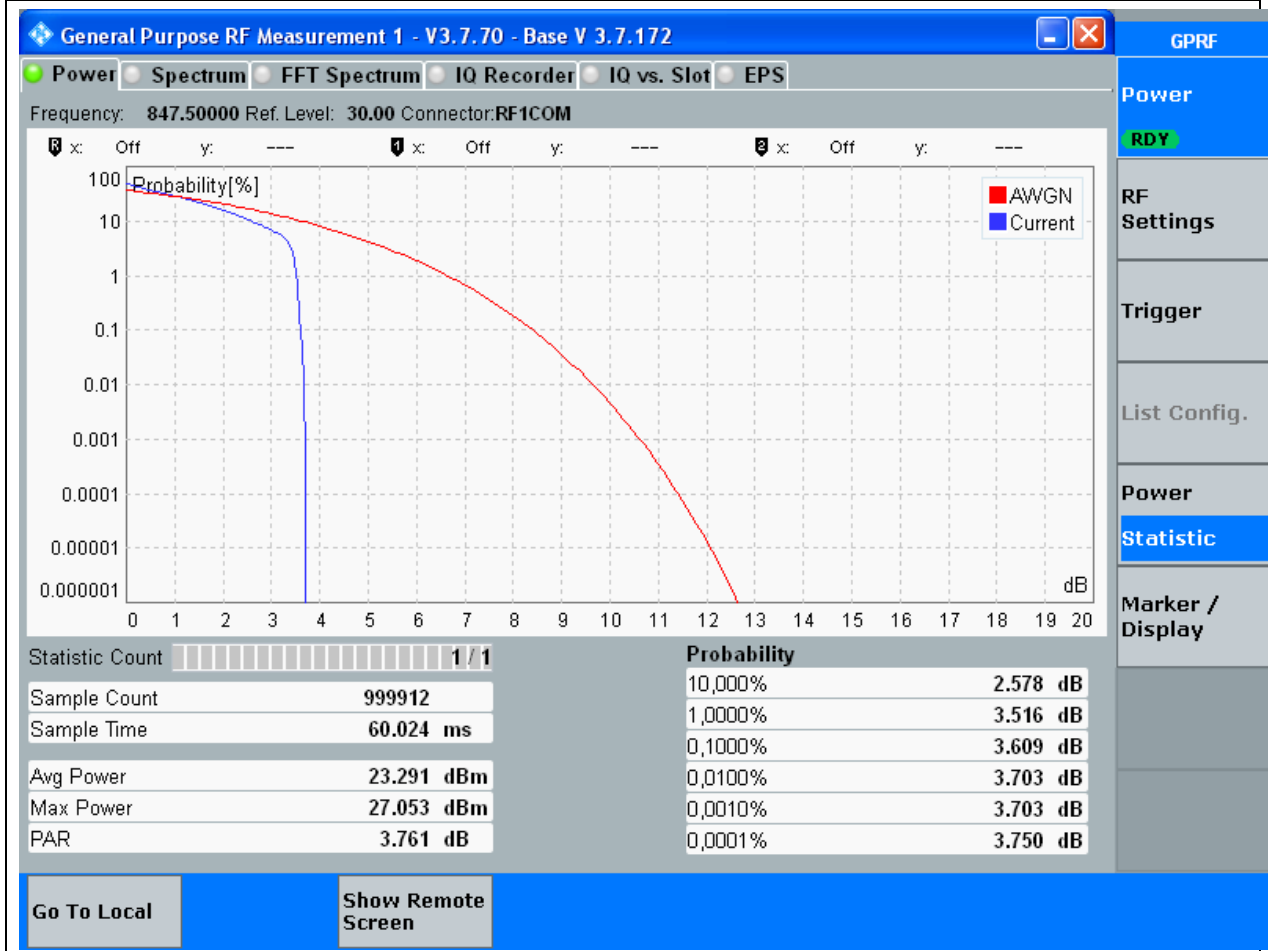 General Purpose RF Measurement 1 - V3.7.70 - Base V 3.7.172
GPRF
Power Spectrum FFT Spectrum IQ Recorder IQ vs. Slot EPS
Frequency: 847.50000 Ref. Level: 30.00 Connector:RF1COM
R x: Off y: --- 1 x: Off y: --- 2 x: Off y: ---
Probability[%]
100
10
1
0.1
0.01
0.001
0.0001
0.00001
0.000001
AWGN
Current
dB
0 1 2 3 4 5 6 7 8 9 10 11 12 13 14 15 16 17 18 19 20
Statistic Count 1 / 1
Sample Count 999912
Sample Time 60.024 ms
Avg Power 23.291 dBm
Max Power 27.053 dBm
PAR 3.761 dB
Probability
10,000% 2.578 dB
1,0000% 3.516 dB
0,1000% 3.609 dB
0,0100% 3.703 dB
0,0010% 3.703 dB
0,0001% 3.750 dB
Power
RDY
RF
Settings
Trigger
List Config.
Power
Statistic
Marker /
Display
Go To Local
Show Remote
Screen